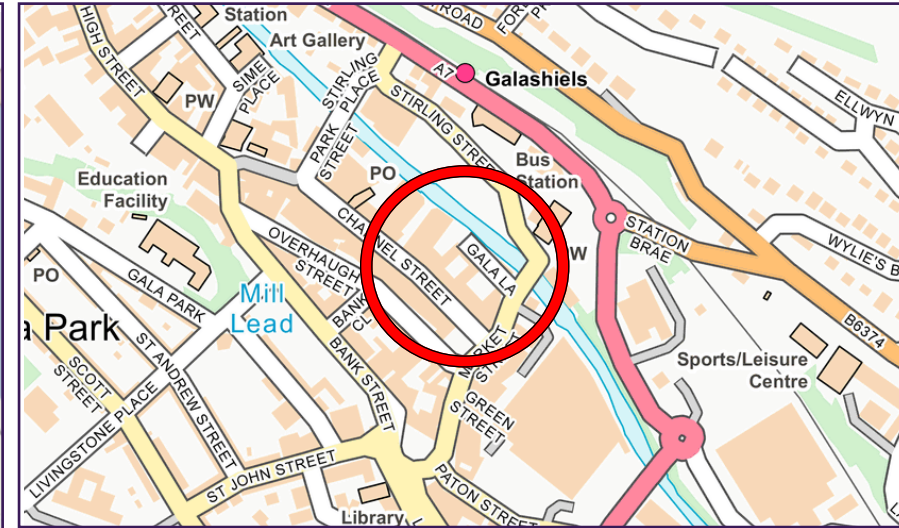 Station
Art Gallery
STREET
HIGH STREET
SIME
PLACE
PW
STIRLING
PLACE
A7
Galashiels
ROAD
ELLWYN
STIRLING STREET
PARK
STREET
PO
Bus
Station
Education
Facility
CHANNEL STREET
OVERHAUGH
STREET
GALA LA
PW
STATION
BRAE
WYLIE'S B
PO
GALA PARK
Mill
Lead
BANK
CL
a Park
ST ANDREW STREET
BANK STREET
MARKET
STREET
B6374
SCOTT
STREET
Sports/Leisure
Centre
GREEN
STREET
LIVINGSTONE PLACE
ST JOHN STREET
PATON STREET
Library